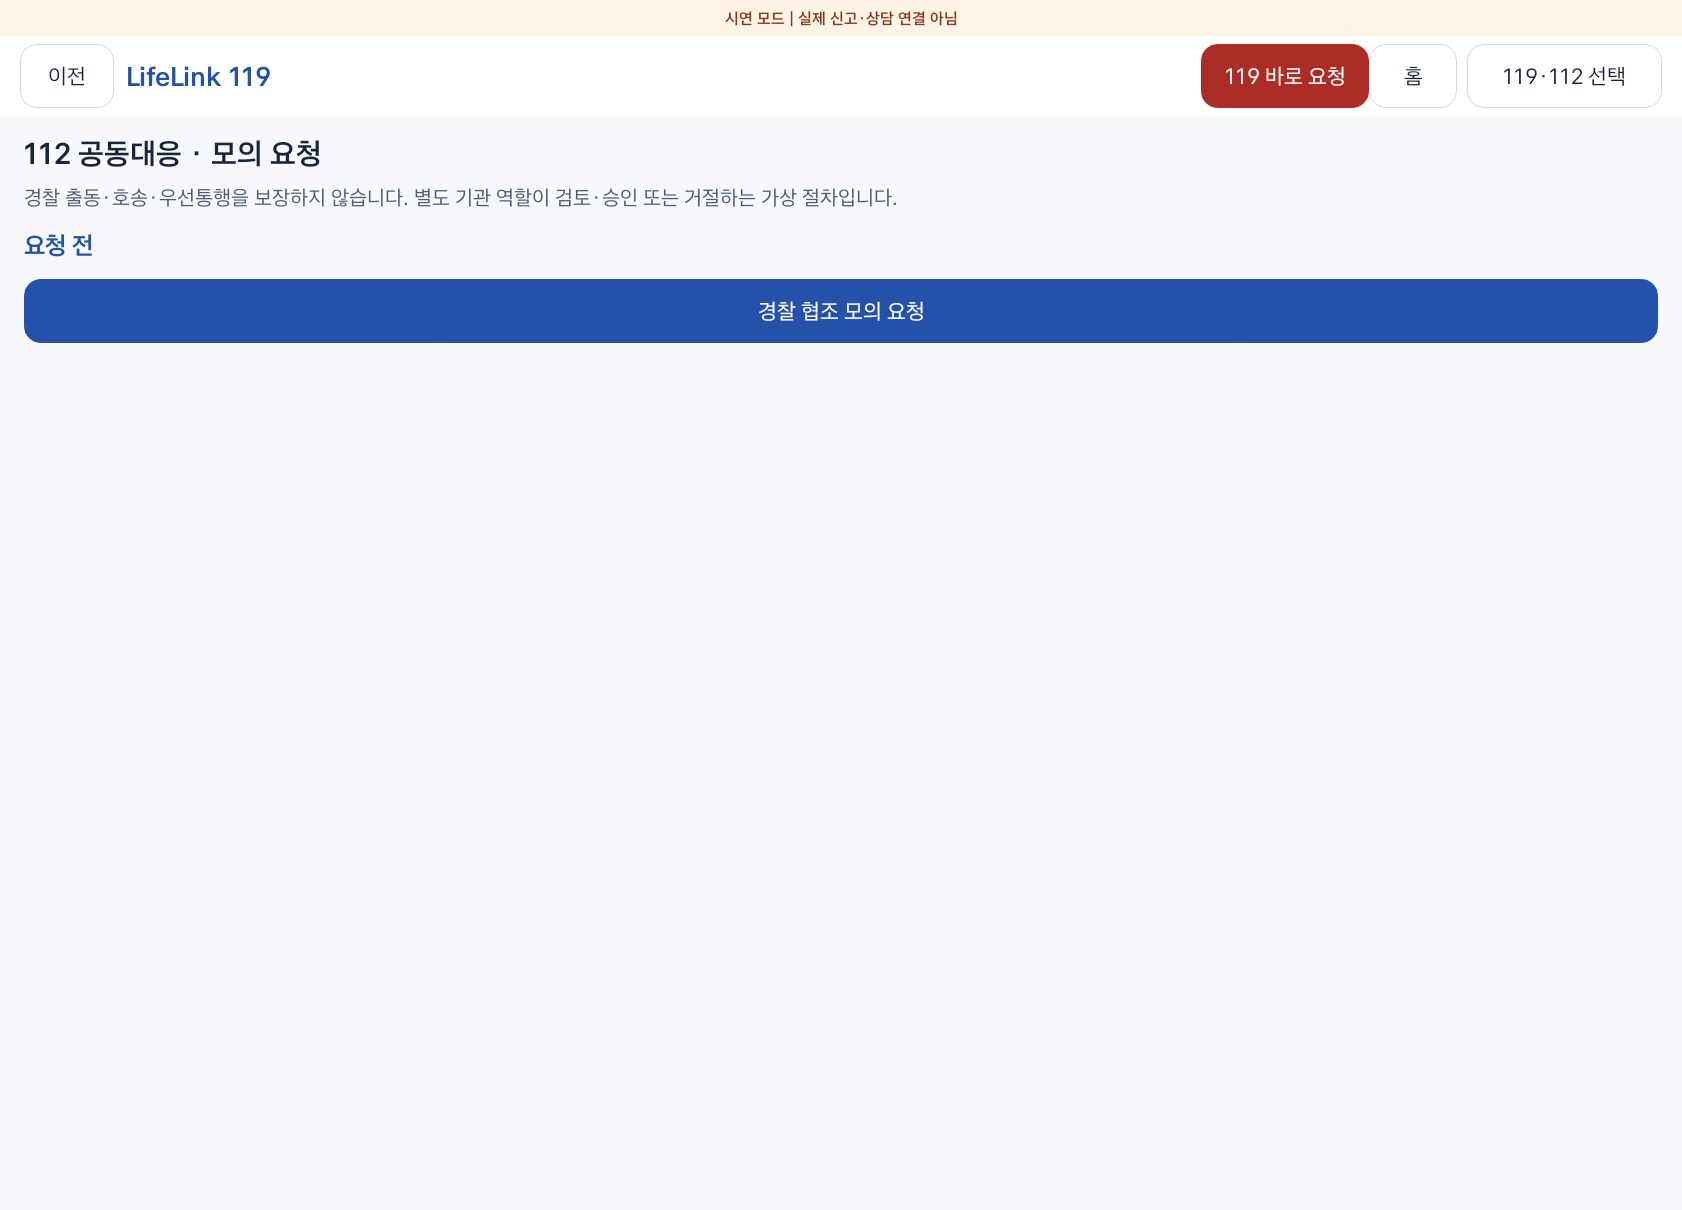 시연 모드 | 실제 신고·상담 연결 아님
이전 LifeLink 119 119 바로 요청 홈 119·112 선택
112 공동대응 · 모의 요청
경찰 출동·호송·우선통행을 보장하지 않습니다. 별도 기관 역할이 검토·승인 또는 거절하는 가상 절차입니다.
요청 전
경찰 협조 모의 요청